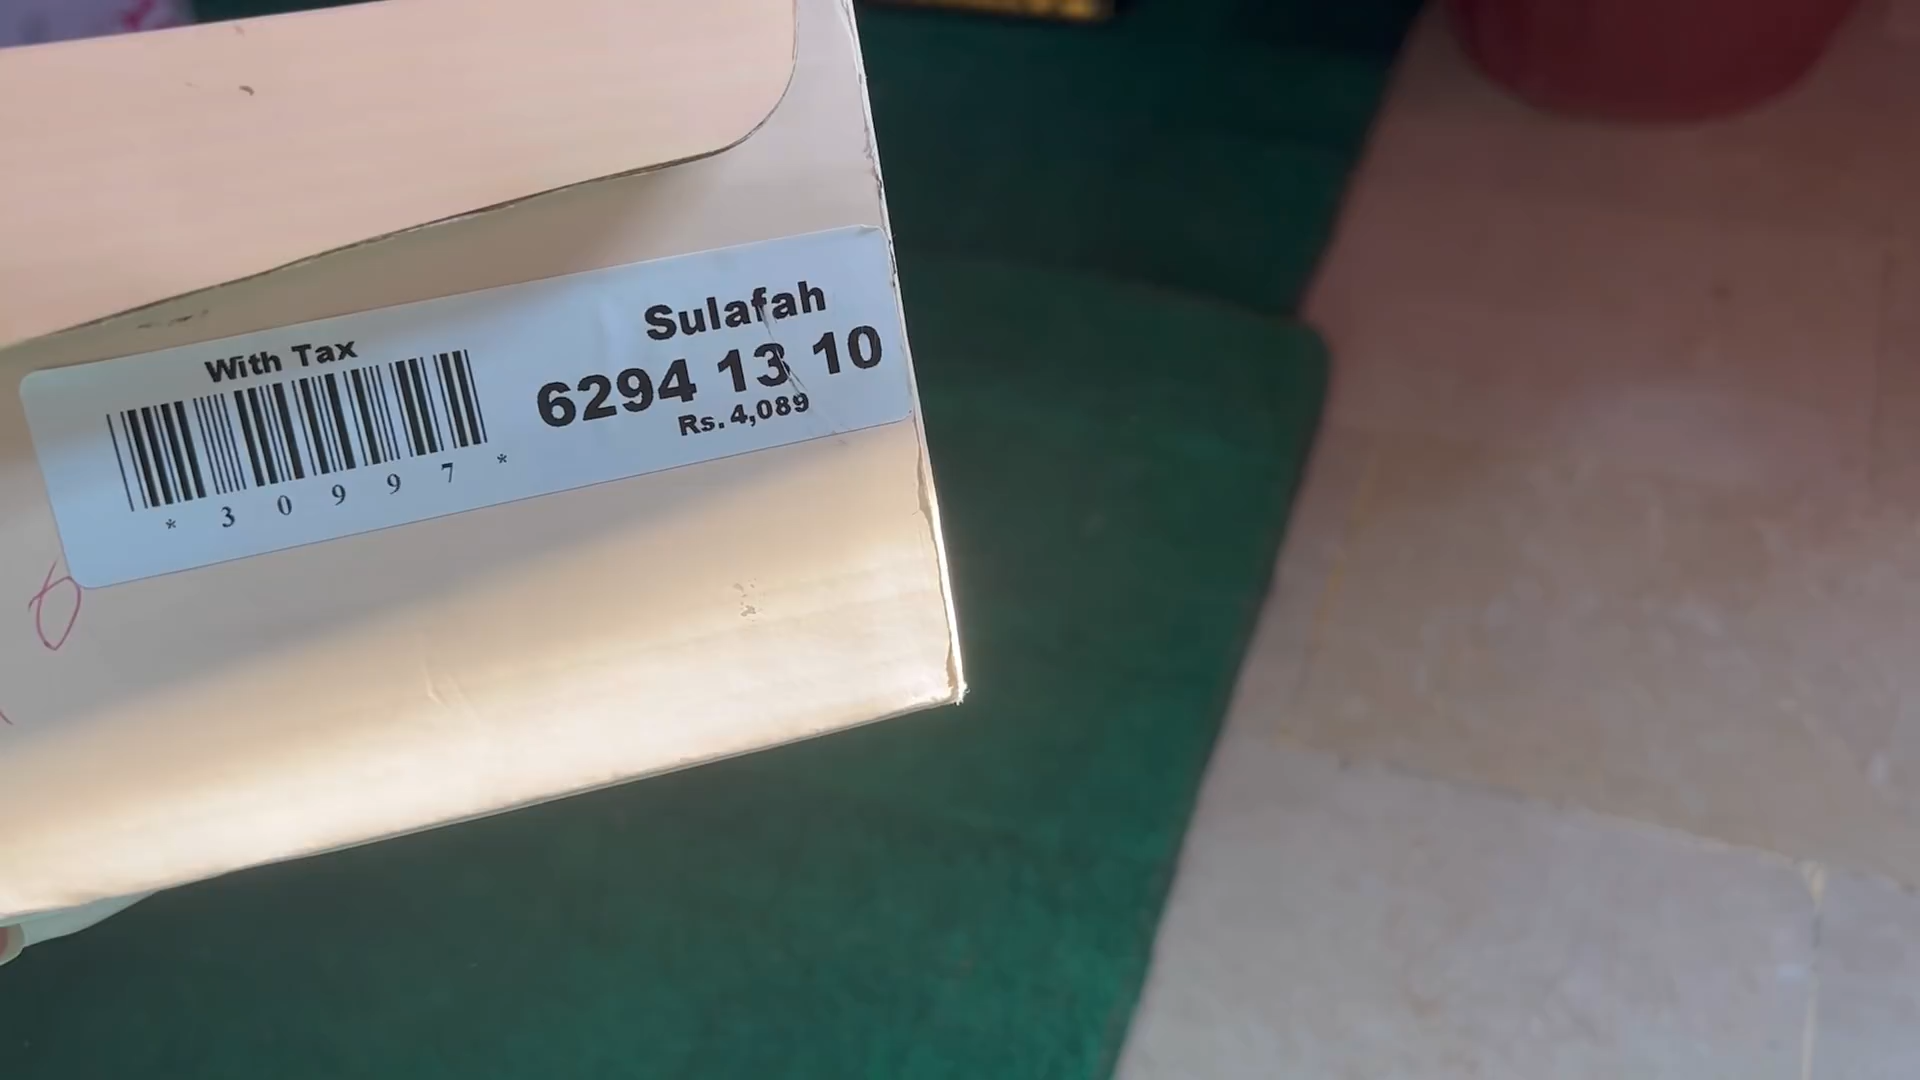 With Tax
* 3 0 9 9 7 *
Sulafah
6294 13 10
Rs. 4,089